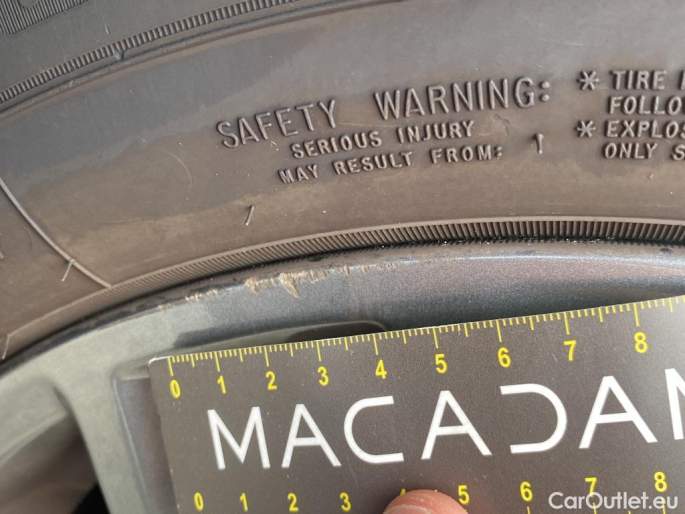 SAFETY WARNING:
SERIOUS INJURY
MAY RESULT FROM:
* TIRE
FOLLO
* EXPLOS
ONLY S
0 1 2 3 4 5 6 7 8
MACADAM
0 1 2 3 4 5 6 7 8
CarOutlet.eu